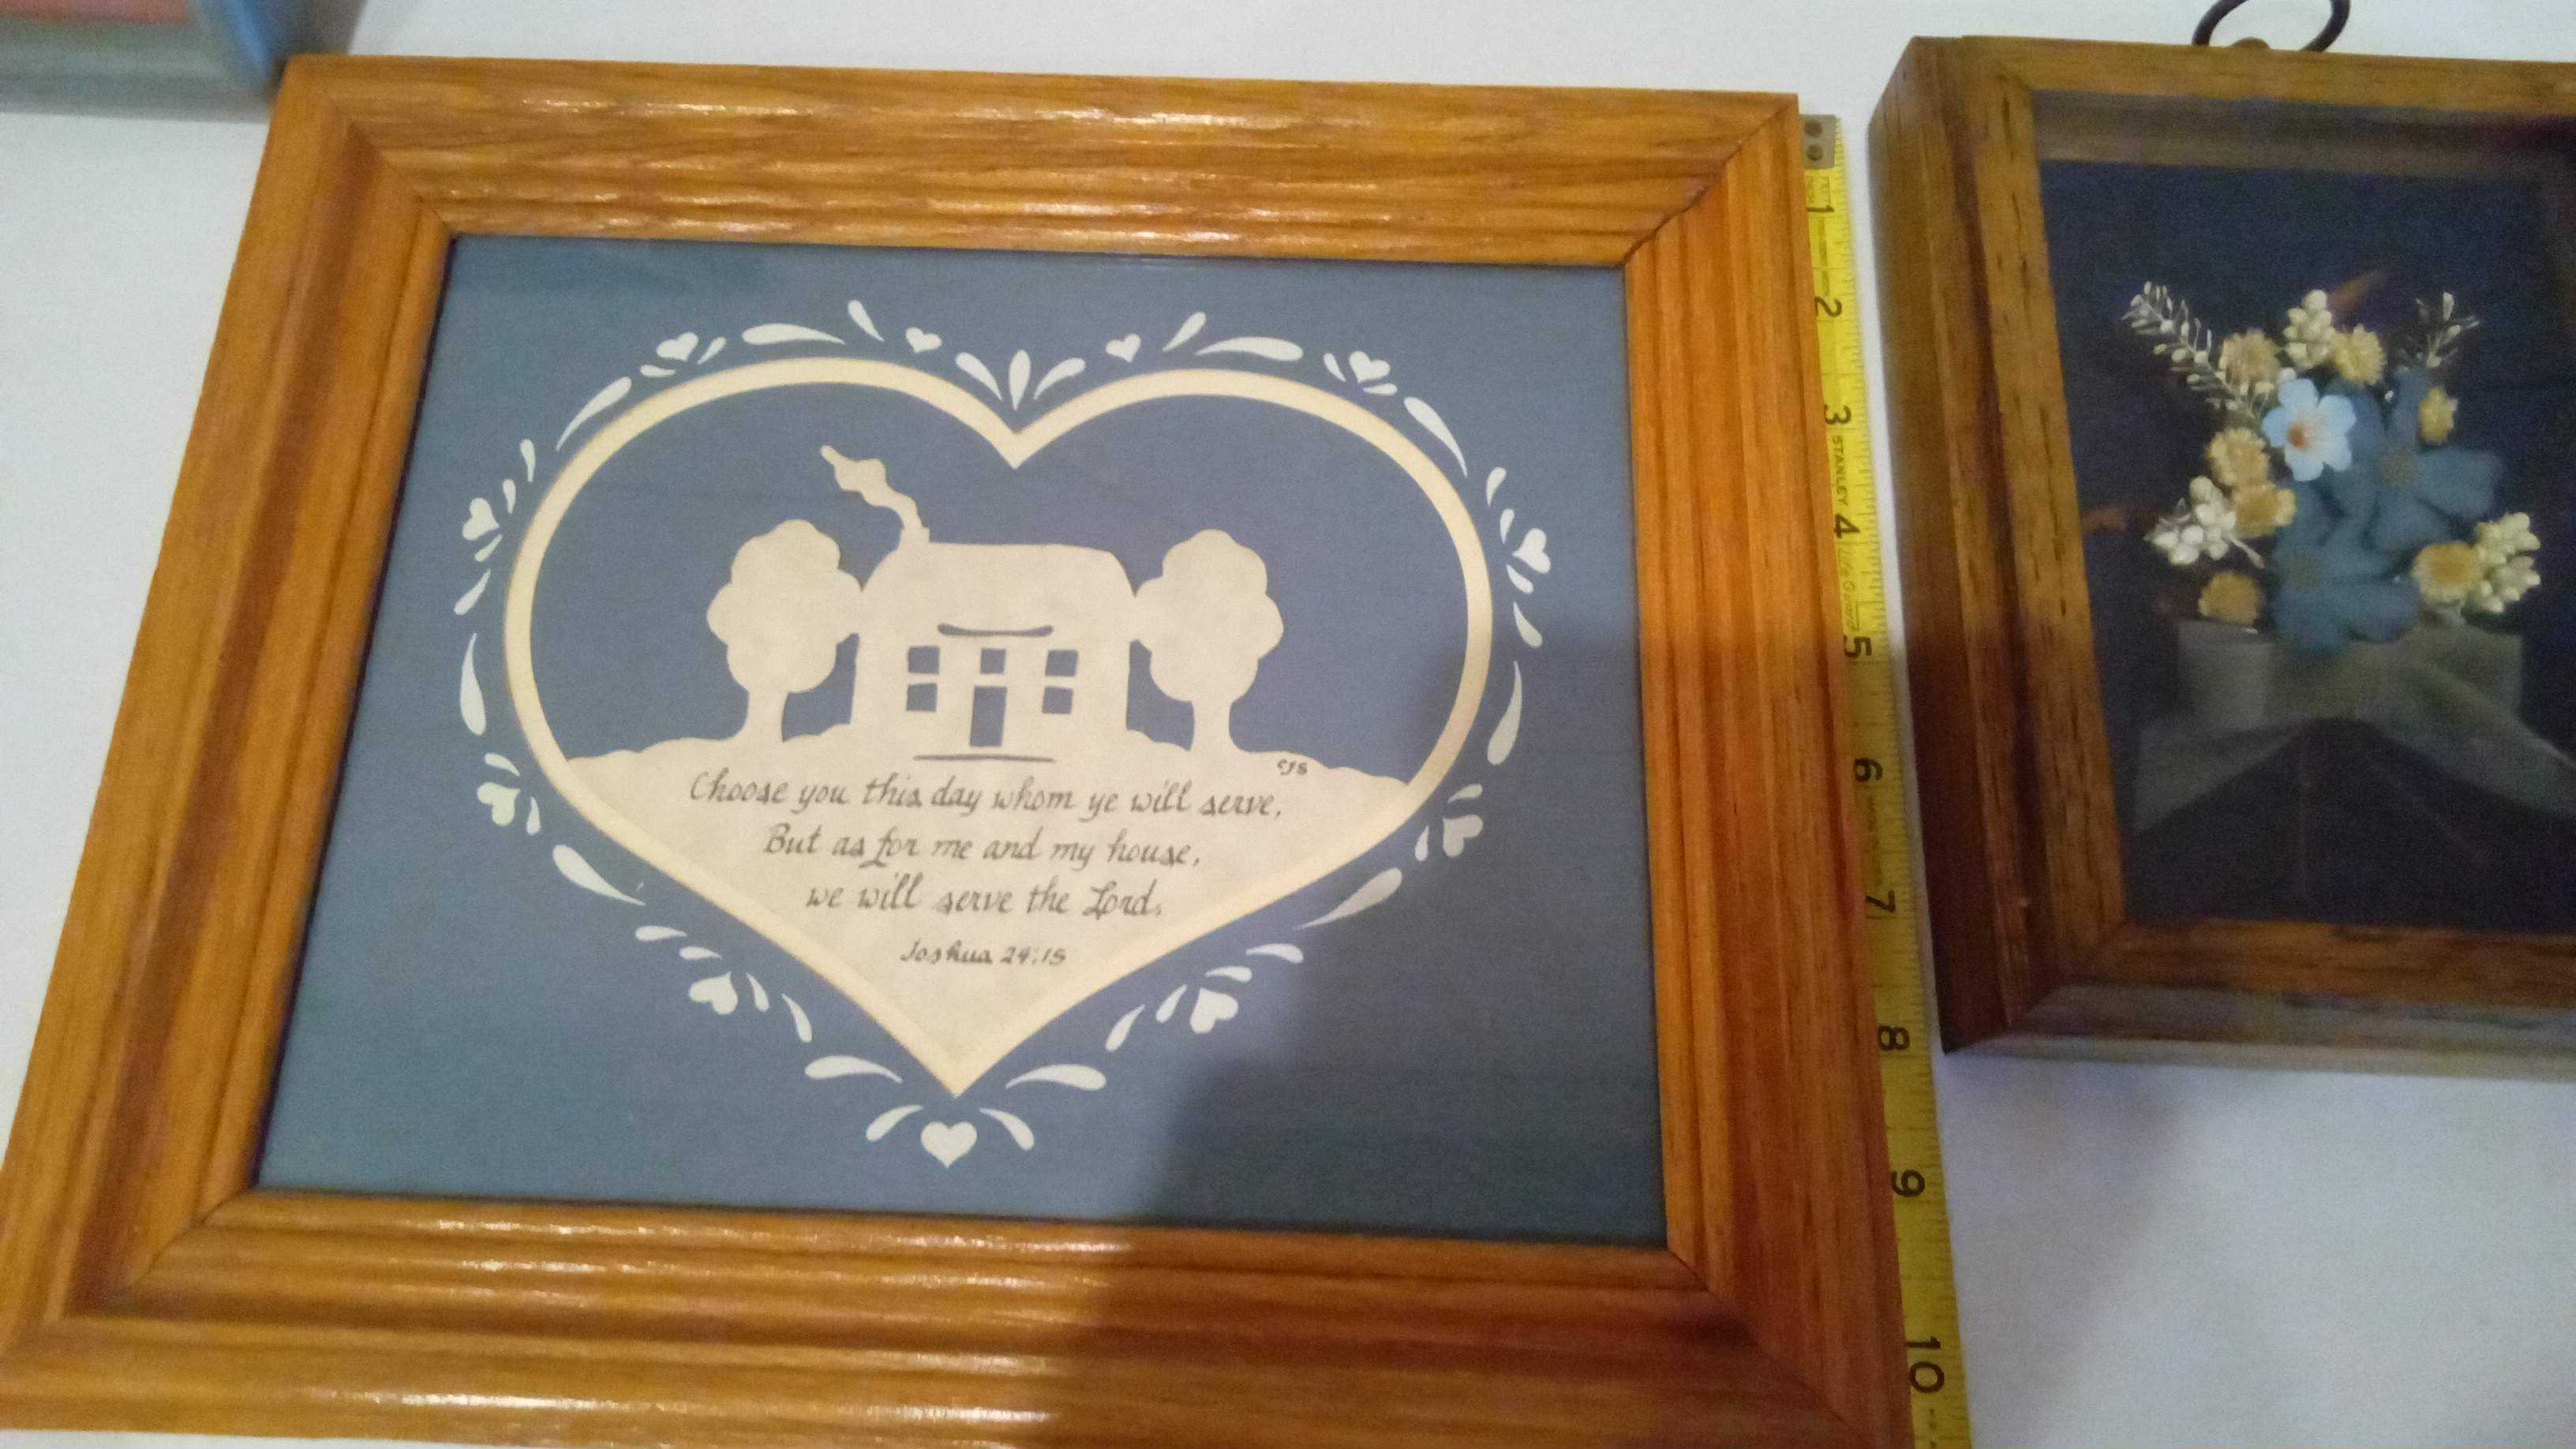 cjs
Choose you this day whom ye will serve,
But as for me and my house,
we will serve the Lord.
Joshua 24:15
1
2
3
STANLEY
4
5
6
7
8
9
10